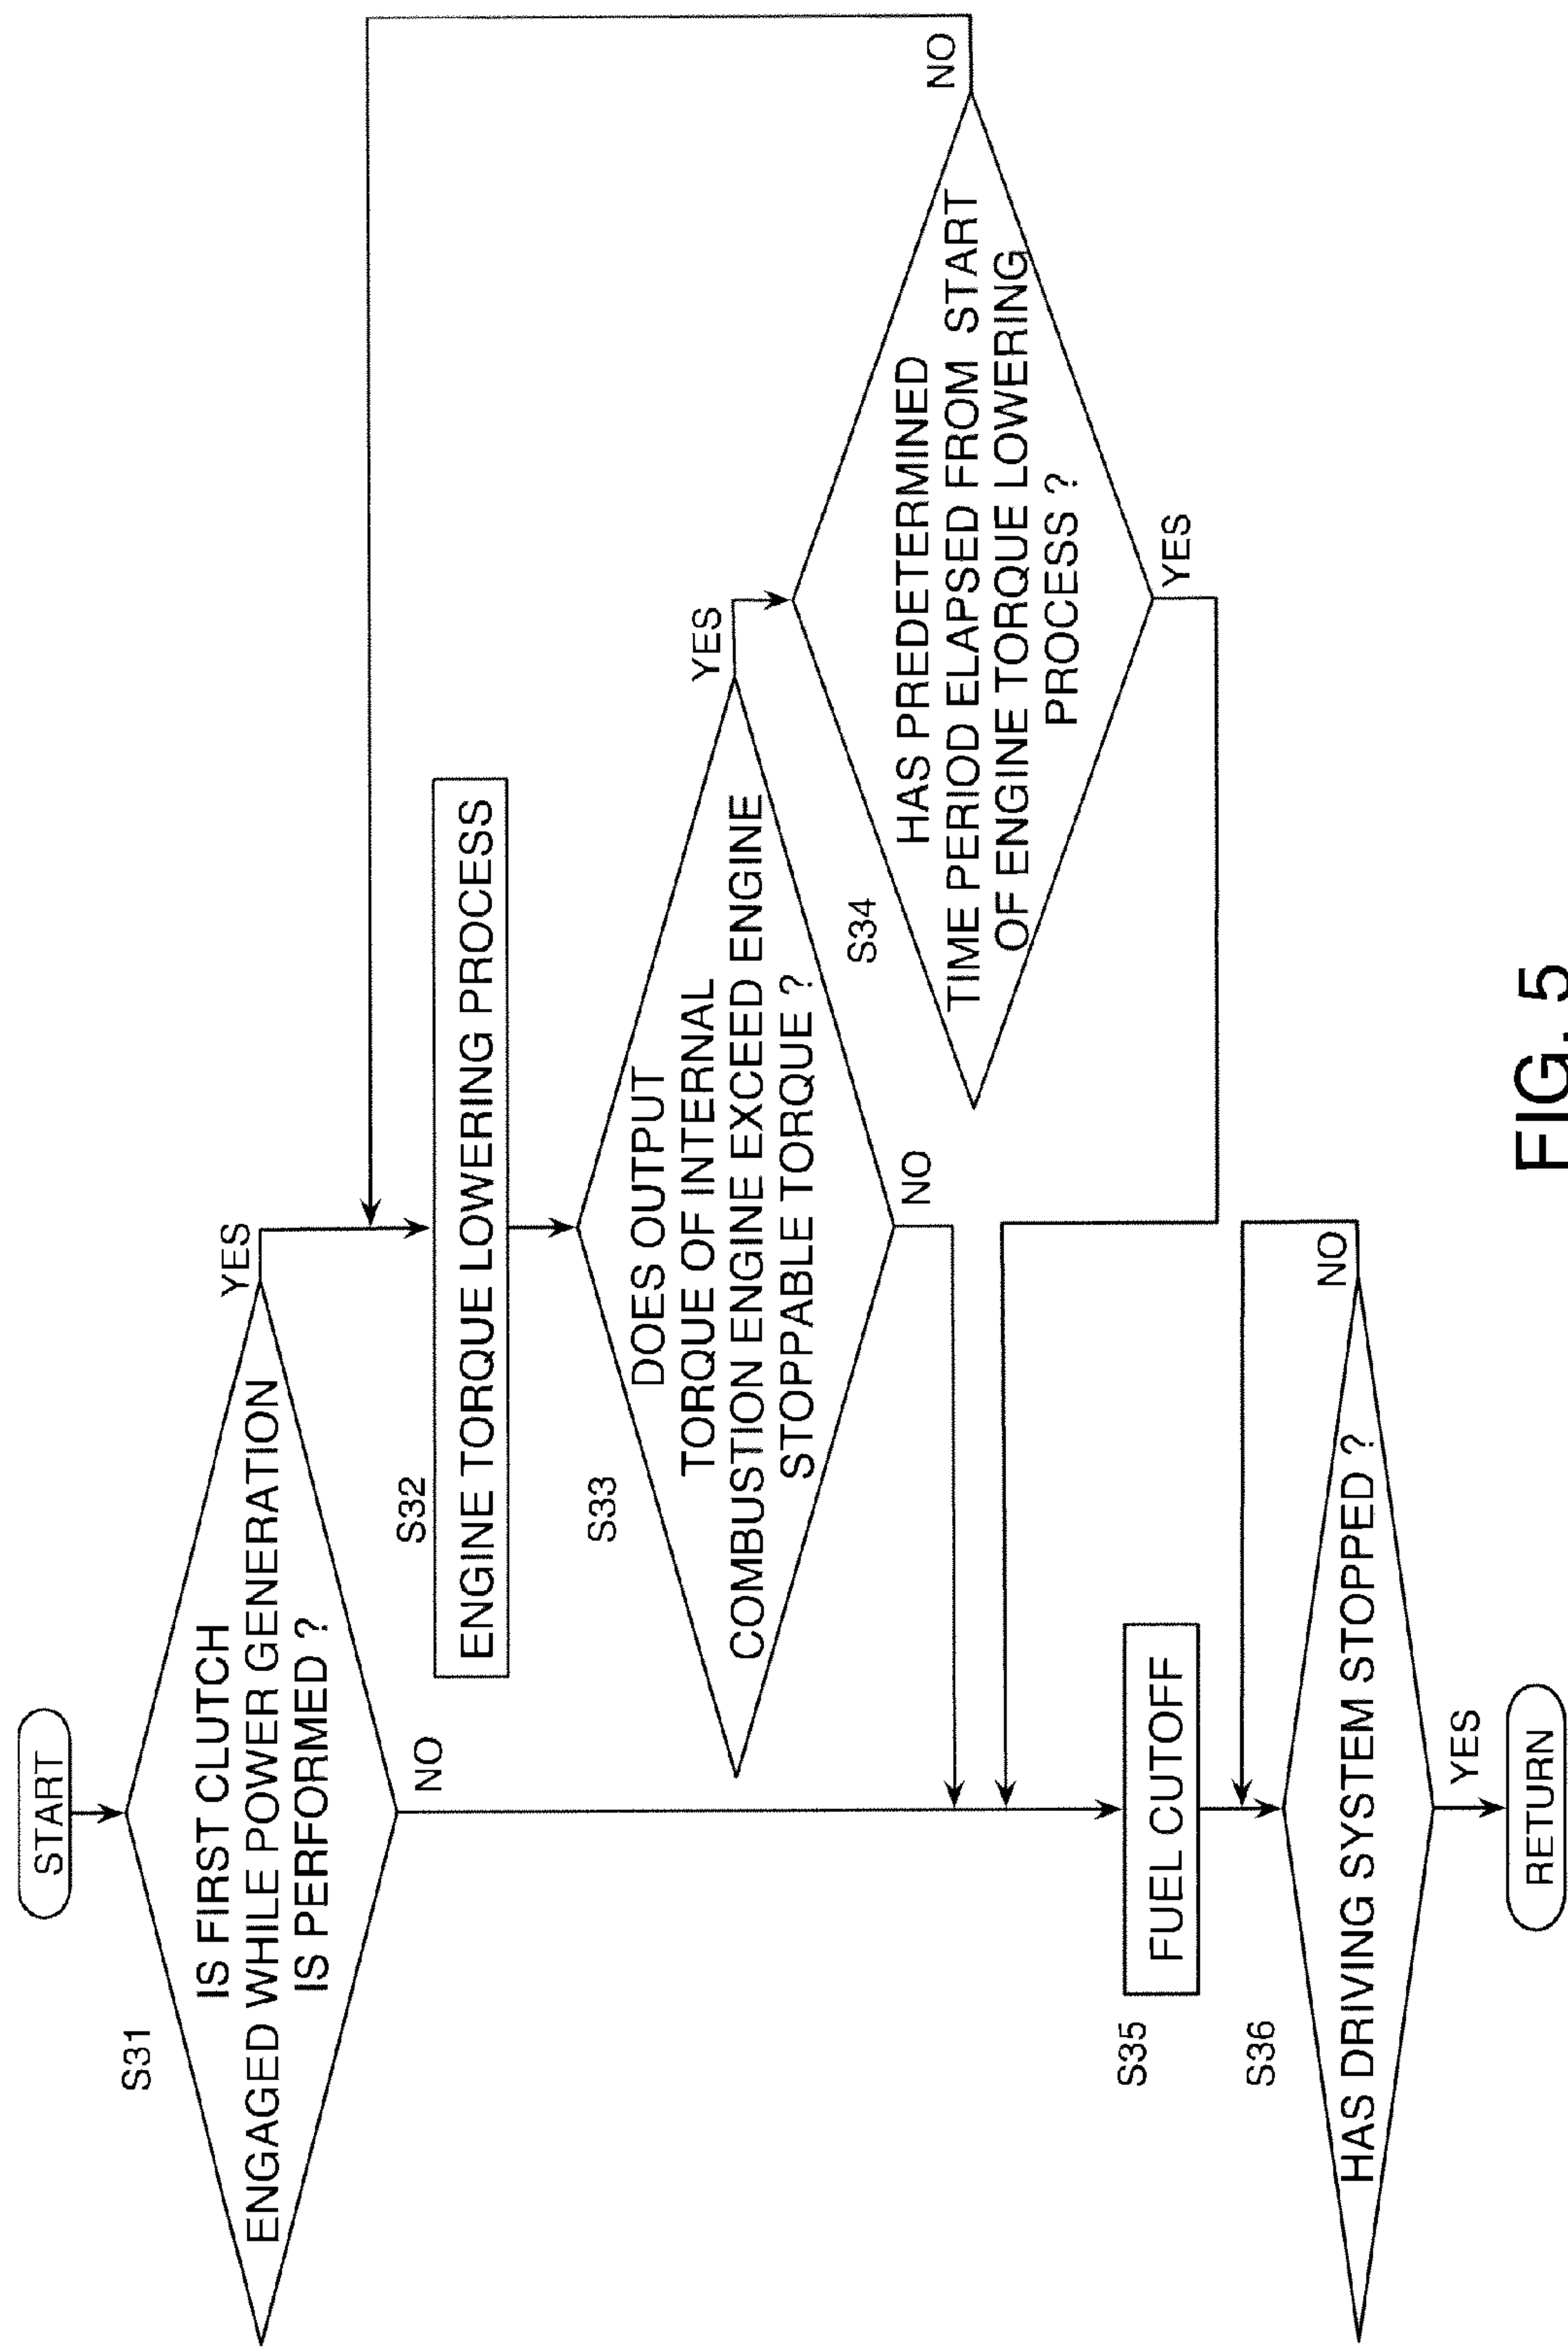 START
S31
IS FIRST CLUTCH
ENGAGED WHILE POWER GENERATION
IS PERFORMED ?
YES
NO
S32
ENGINE TORQUE LOWERING PROCESS
S33
DOES OUTPUT
TORQUE OF INTERNAL
COMBUSTION ENGINE EXCEED ENGINE
STOPPABLE TORQUE ?
YES
NO
S34
HAS PREDETERMINED
TIME PERIOD ELAPSED FROM START
OF ENGINE TORQUE LOWERING
PROCESS ?
NO
YES
S35
FUEL CUTOFF
S36
HAS DRIVING SYSTEM STOPPED ?
NO
YES
RETURN
FIG. 5